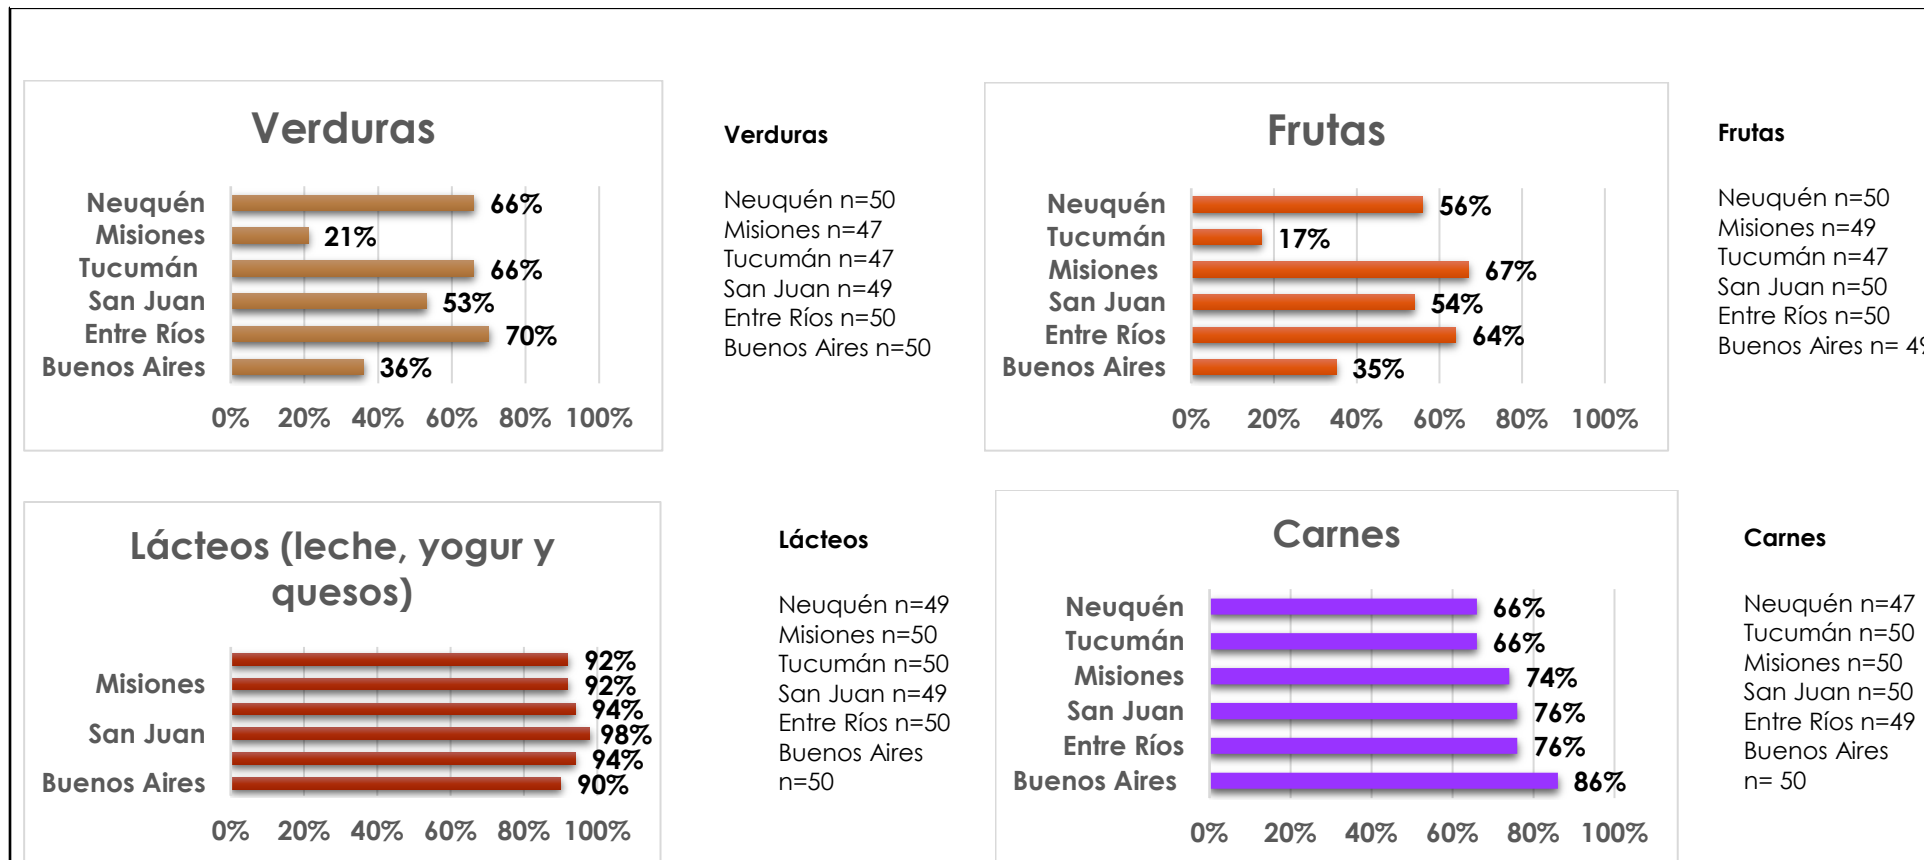 Verduras
Neuquén 66%
Misiones 21%
Tucumán 66%
San Juan 53%
Entre Ríos 70%
Buenos Aires 36%
0% 20% 40% 60% 80% 100%
Verduras
Neuquén n=50
Misiones n=47
Tucumán n=47
San Juan n=49
Entre Ríos n=50
Buenos Aires n=50
Frutas
Neuquén 56%
Tucumán 17%
Misiones 67%
San Juan 54%
Entre Ríos 64%
Buenos Aires 35%
0% 20% 40% 60% 80% 100%
Frutas
Neuquén n=50
Misiones n=49
Tucumán n=47
San Juan n=50
Entre Ríos n=50
Buenos Aires n= 49
Lácteos (leche, yogur y
quesos)
92%
Misiones 92%
94%
San Juan 98%
94%
Buenos Aires 90%
0% 20% 40% 60% 80% 100%
Lácteos
Neuquén n=49
Misiones n=50
Tucumán n=50
San Juan n=49
Entre Ríos n=50
Buenos Aires
n=50
Carnes
Neuquén 66%
Tucumán 66%
Misiones 74%
San Juan 76%
Entre Ríos 76%
Buenos Aires 86%
0% 20% 40% 60% 80% 100%
Carnes
Neuquén n=47
Tucumán n=50
Misiones n=50
San Juan n=50
Entre Ríos n=49
Buenos Aires
n= 50